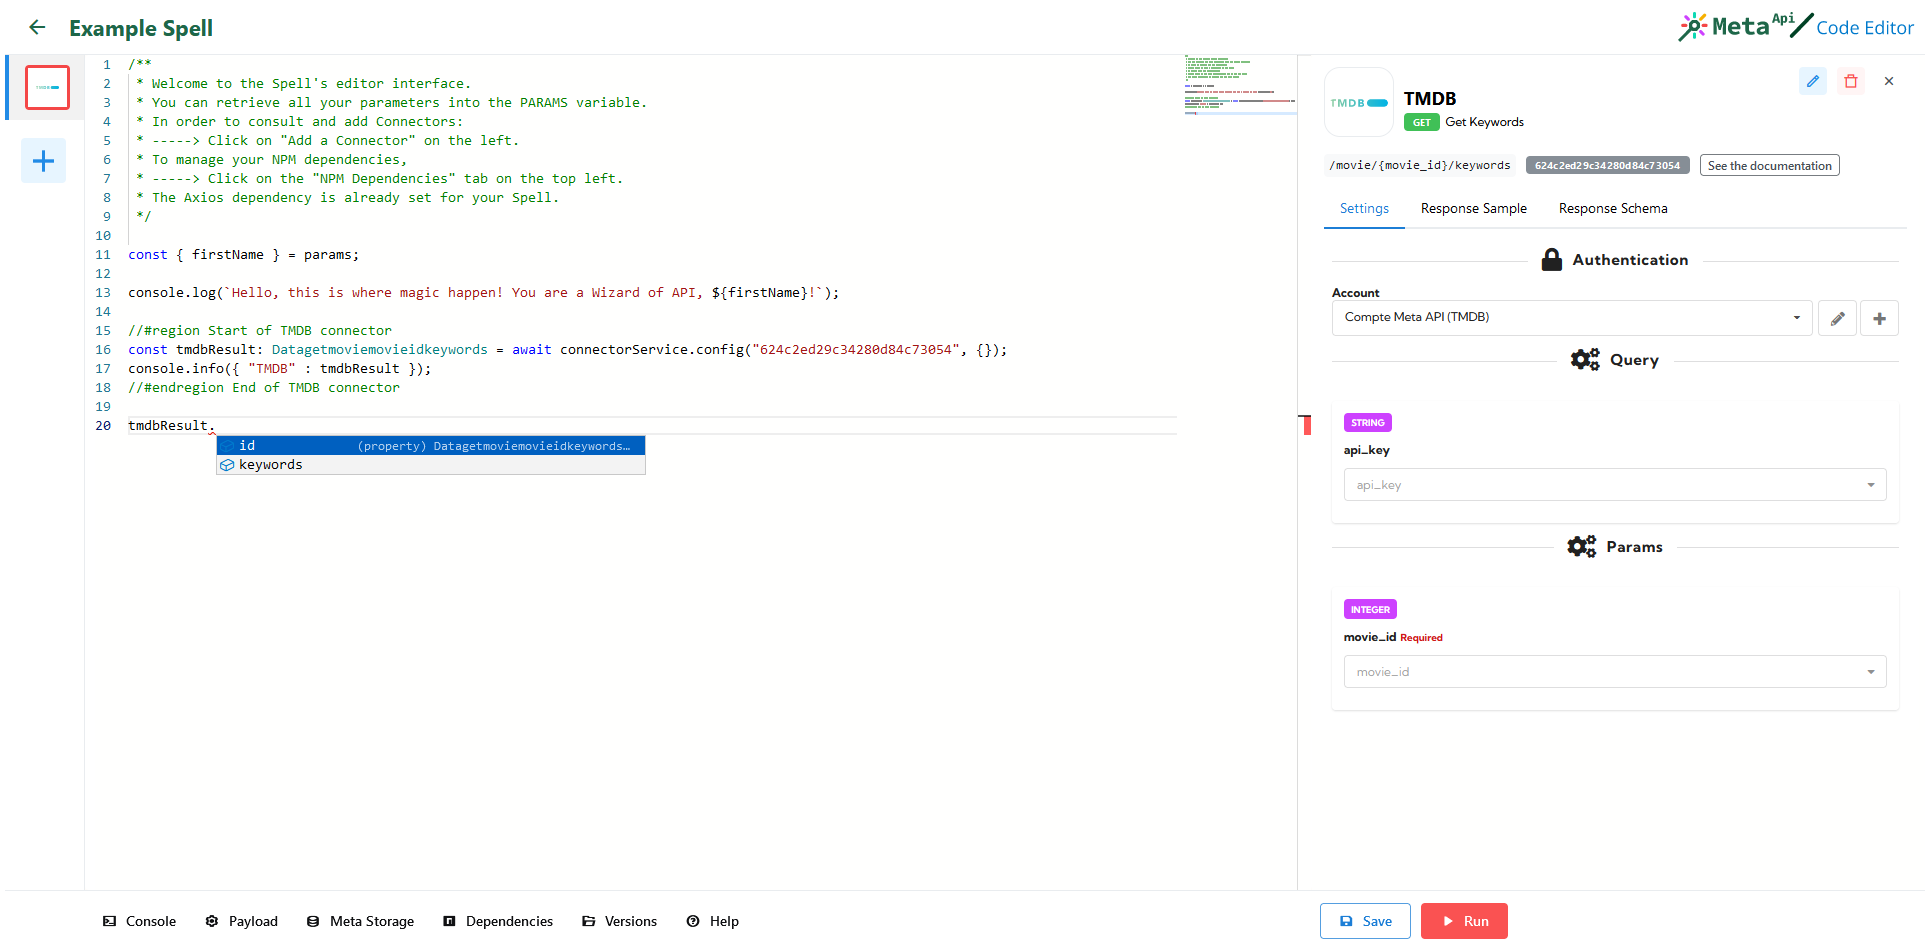 Example Spell
Meta Api / Code Editor
TMDB
1 /**
2 * Welcome to the Spell's editor interface.
3 * You can retrieve all your parameters into the PARAMS variable.
4 * In order to consult and add Connectors:
5 * -----> Click on "Add a Connector" on the left.
6 * To manage your NPM dependencies,
7 * -----> Click on the "NPM Dependencies" tab on the top left.
8 * The Axios dependency is already set for your Spell.
9 */
10
11 const { firstName } = params;
12
13 console.log(`Hello, this is where magic happen! You are a Wizard of API, ${firstName}!`);
14
15 //#region Start of TMDB connector
16 const tmdbResult: Datagetmoviemovieidkeywords = await connectorService.config("624c2ed29c34280d84c73054", {});
17 console.info({ "TMDB" : tmdbResult });
18 //#endregion End of TMDB connector
19
20 tmdbResult.
id (property) Datagetmoviemovieidkeywords…
keywords
TMDB
TMDB
GET Get Keywords
/movie/{movie_id}/keywords 624c2ed29c34280d84c73054 See the documentation
Settings Response Sample Response Schema
Authentication
Account
Compte Meta API (TMDB)
Query
STRING
api_key
api_key
Params
INTEGER
movie_id Required
movie_id
Console Payload Meta Storage Dependencies Versions Help
Save Run